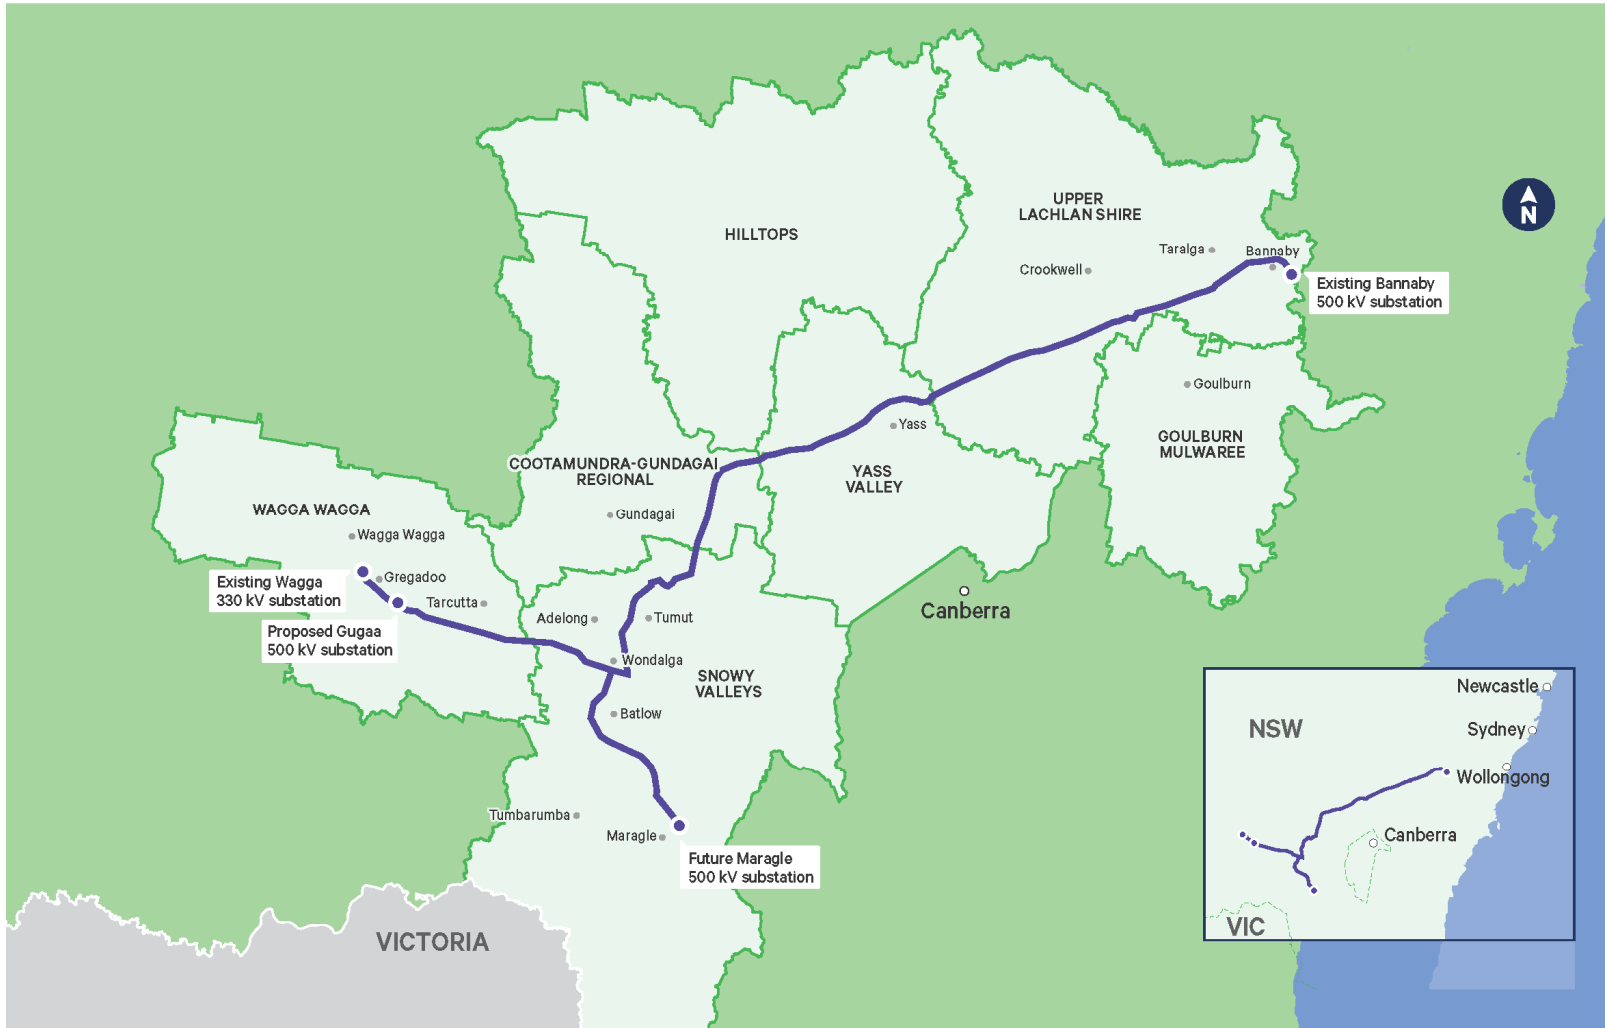 HILLTOPS
UPPER
LACHLAN SHIRE
Taralga
Bannaby
Crookwell
Existing Bannaby
500 kV substation
N
Goulburn
GOULBURN
MULWAREE
Yass
YASS
VALLEY
COOTAMUNDRA-GUNDAGAI
REGIONAL
Gundagai
WAGGA WAGGA
Wagga Wagga
Gregadoo
Existing Wagga
330 kV substation
Tarcutta
Proposed Gugaa
500 kV substation
Adelong
Tumut
Wondalga
SNOWY
VALLEYS
Batlow
Canberra
Tumbarumba
Maragle
Future Maragle
500 kV substation
VICTORIA
Newcastle
NSW
Sydney
Wollongong
Canberra
VIC